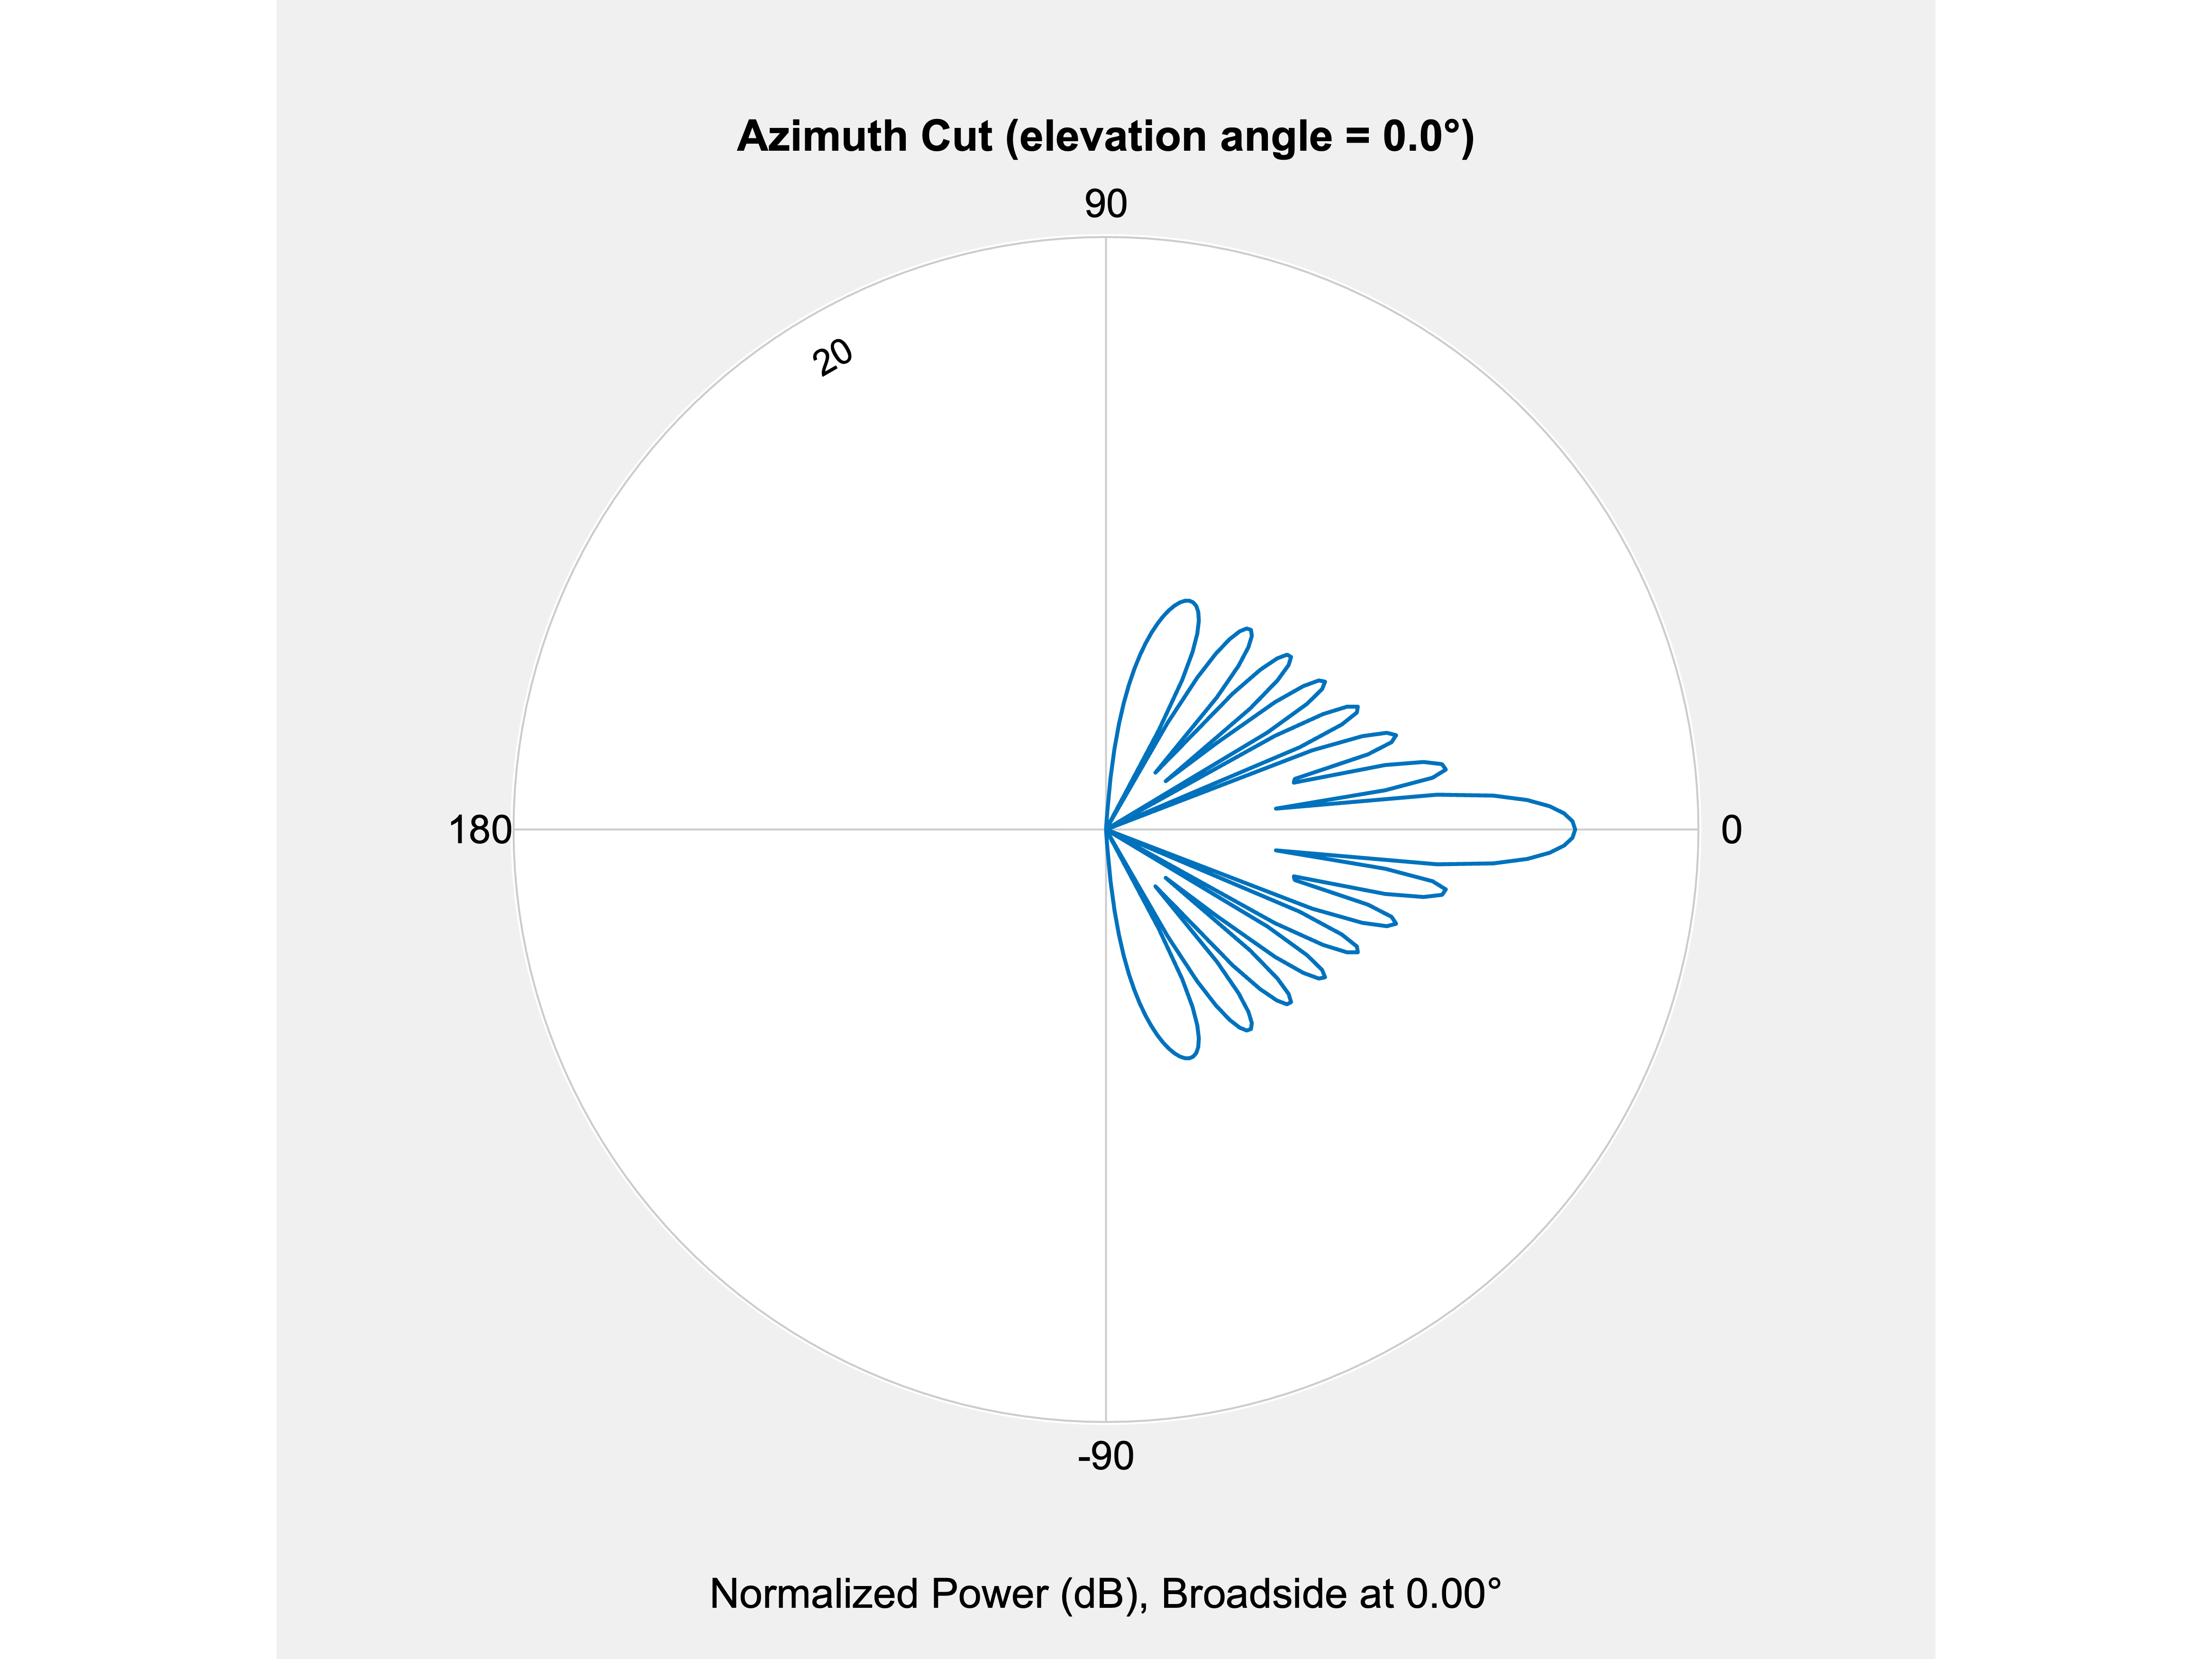 Azimuth Cut (elevation angle = 0.0°)
90
20
180
0
-90
Normalized Power (dB), Broadside at 0.00°